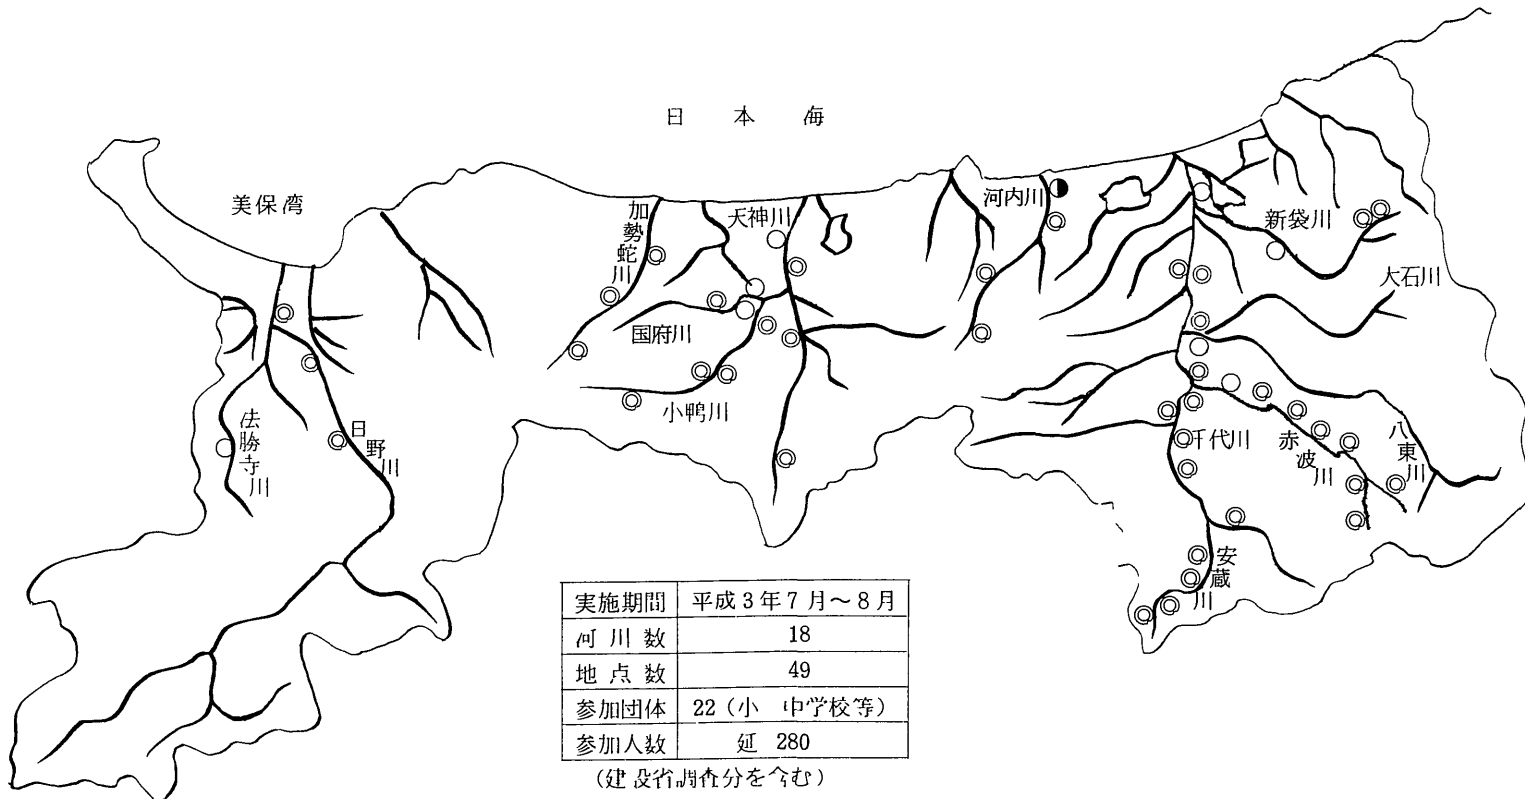 日本海
美保湾
加勢蛇川
天神川
河内川
新袋川
大石川
国府川
小鴨川
法勝寺川
日野川
千代川
赤波川
八東川
安蔵川
実施期間 平成3年7月～8月
河川数 18
地点数 49
参加団体 22（小 中学校等）
参加人数 延 280
（建設省調査分を含む）